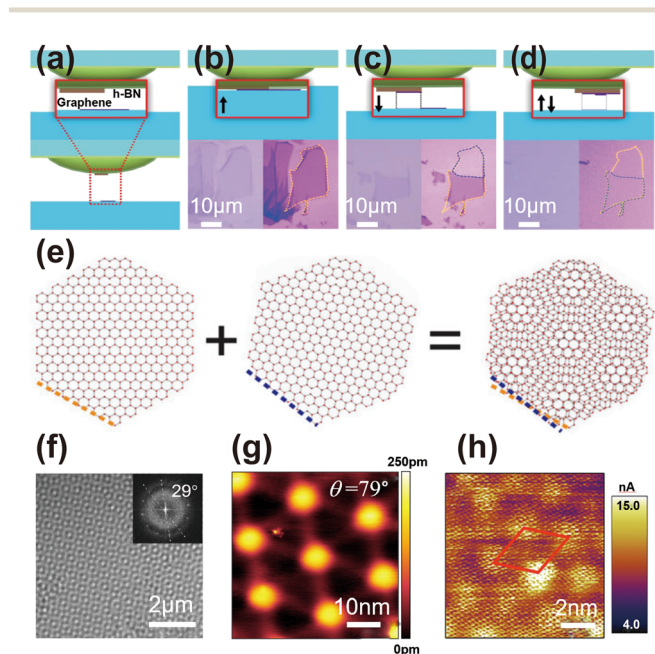 (a)
(b)
(c)
(d)
h-BN
Graphene
10μm
10μm
10μm
(e)
+
=
(f)
(g)
(h)
29°
2μm
θ=79°
10nm
250pm
0pm
2nm
nA
15.0
4.0